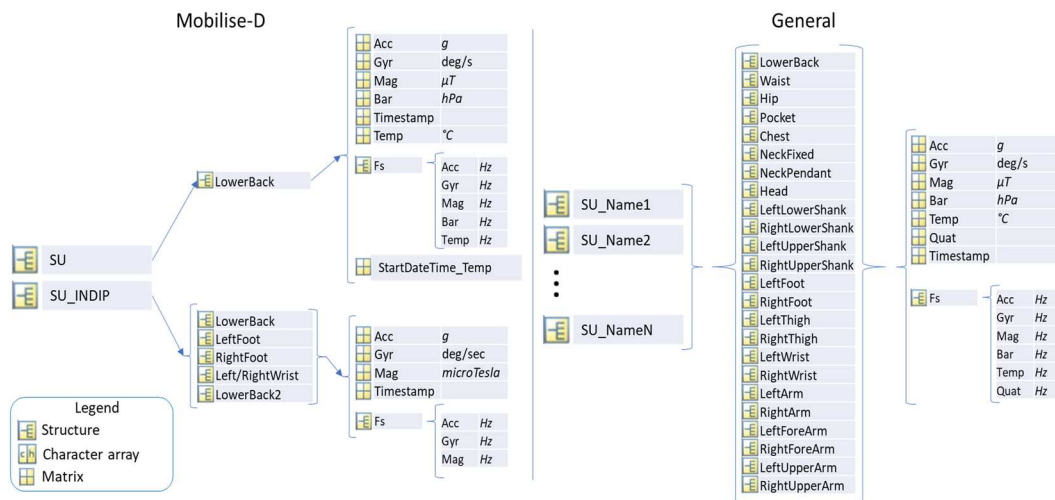 Mobilise-D
General
SU
SU_INDIP
LowerBack
Acc g
Gyr deg/s
Mag μT
Bar hPa
Timestamp
Temp °C
Fs
Acc Hz
Gyr Hz
Mag Hz
Bar Hz
Temp Hz
StartDateTime_Temp
LowerBack
LeftFoot
RightFoot
Left/RightWrist
LowerBack2
Acc g
Gyr deg/sec
Mag microTesla
Timestamp
Fs
Acc Hz
Gyr Hz
Mag Hz
Legend
Structure
ch Character array
Matrix
SU_Name1
SU_Name2
SU_NameN
LowerBack
Waist
Hip
Pocket
Chest
NeckFixed
NeckPendant
Head
LeftLowerShank
RightLowerShank
LeftUpperShank
RightUpperShank
LeftFoot
RightFoot
LeftThigh
RightThigh
LeftWrist
RightWrist
LeftArm
RightArm
LeftForeArm
RightForeArm
LeftUpperArm
RightUpperArm
Acc g
Gyr deg/s
Mag μT
Bar hPa
Temp °C
Quat
Timestamp
Fs
Acc Hz
Gyr Hz
Mag Hz
Bar Hz
Temp Hz
Quat Hz